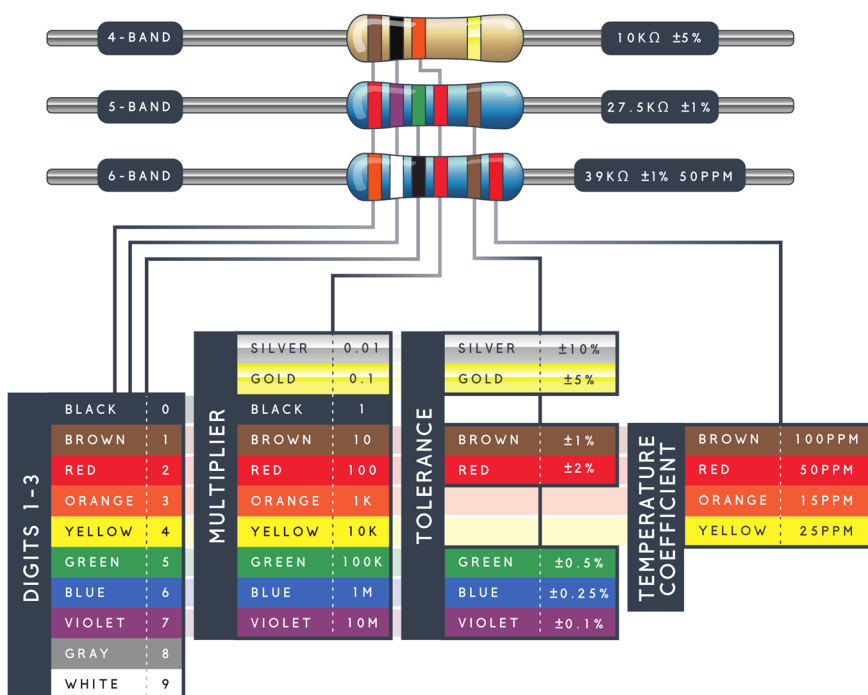 4-BAND
10KΩ ±5%
5-BAND
27.5KΩ ±1%
6-BAND
39KΩ ±1% 50PPM
DIGITS 1-3
BLACK 0
BROWN 1
RED 2
ORANGE 3
YELLOW 4
GREEN 5
BLUE 6
VIOLET 7
GRAY 8
WHITE 9
MULTIPLIER
SILVER 0.01
GOLD 0.1
BLACK 1
BROWN 10
RED 100
ORANGE 1K
YELLOW 10K
GREEN 100K
BLUE 1M
VIOLET 10M
TOLERANCE
SILVER ±10%
GOLD ±5%
BROWN ±1%
RED ±2%
GREEN ±0.5%
BLUE ±0.25%
VIOLET ±0.1%
TEMPERATURE
COEFFICIENT
BROWN 100PPM
RED 50PPM
ORANGE 15PPM
YELLOW 25PPM